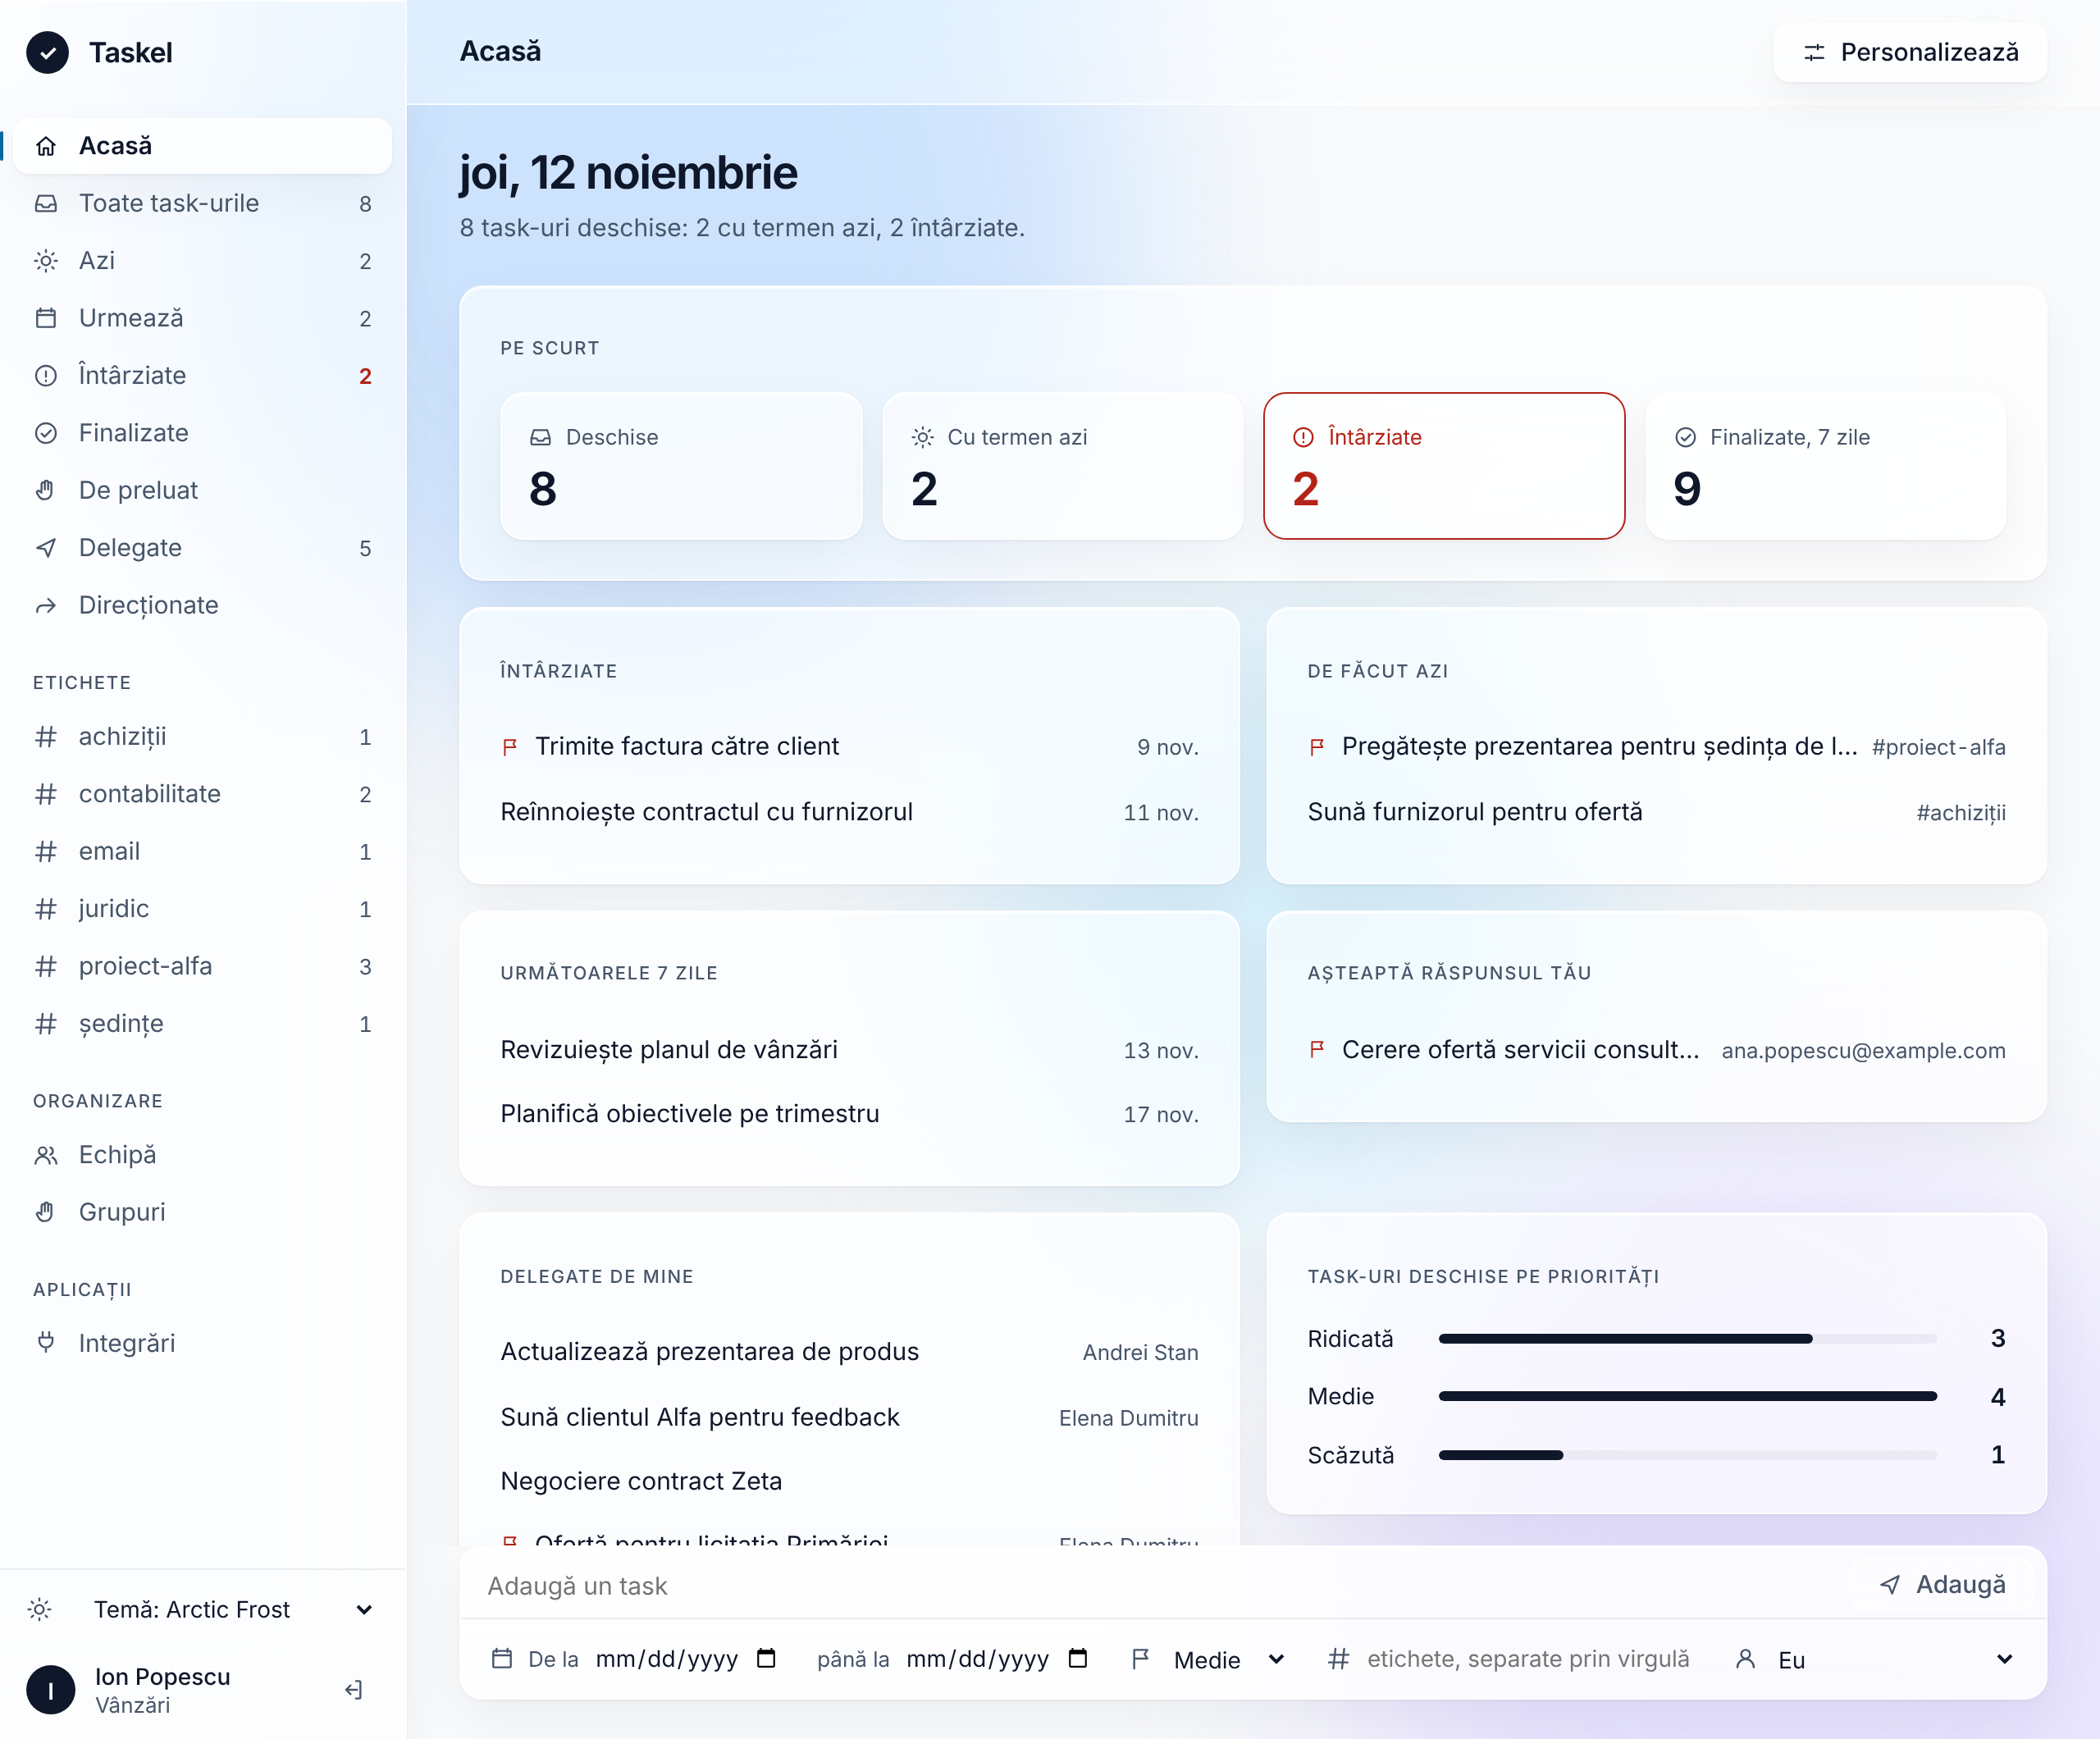 Taskel
Acasă
Toate task-urile 8
Azi 2
Urmează 2
Întârziate 2
Finalizate
De preluat
Delegate 5
Direcționate
ETICHETE
# achiziții 1
# contabilitate 2
# email 1
# juridic 1
# proiect-alfa 3
# ședințe 1
ORGANIZARE
Echipă
Grupuri
APLICAȚII
Integrări
Temă: Arctic Frost
I
Ion Popescu
Vânzări
Acasă
Personalizează
joi, 12 noiembrie
8 task-uri deschise: 2 cu termen azi, 2 întârziate.
PE SCURT
Deschise
8
Cu termen azi
2
Întârziate
2
Finalizate, 7 zile
9
ÎNTÂRZIATE
Trimite factura către client 9 nov.
Reînnoiește contractul cu furnizorul 11 nov.
DE FĂCUT AZI
Pregătește prezentarea pentru ședința de l... #proiect-alfa
Sună furnizorul pentru ofertă #achiziții
URMĂTOARELE 7 ZILE
Revizuiește planul de vânzări 13 nov.
Planifică obiectivele pe trimestru 17 nov.
AȘTEAPTĂ RĂSPUNSUL TĂU
Cerere ofertă servicii consult... ana.popescu@example.com
DELEGATE DE MINE
Actualizează prezentarea de produs Andrei Stan
Sună clientul Alfa pentru feedback Elena Dumitru
Negociere contract Zeta
Ofertă pentru licitația Primăriei Elena Dumitru
TASK-URI DESCHISE PE PRIORITĂȚI
Ridicată 3
Medie 4
Scăzută 1
Adaugă un task
Adaugă
De la mm/dd/yyyy până la mm/dd/yyyy Medie # etichete, separate prin virgulă Eu